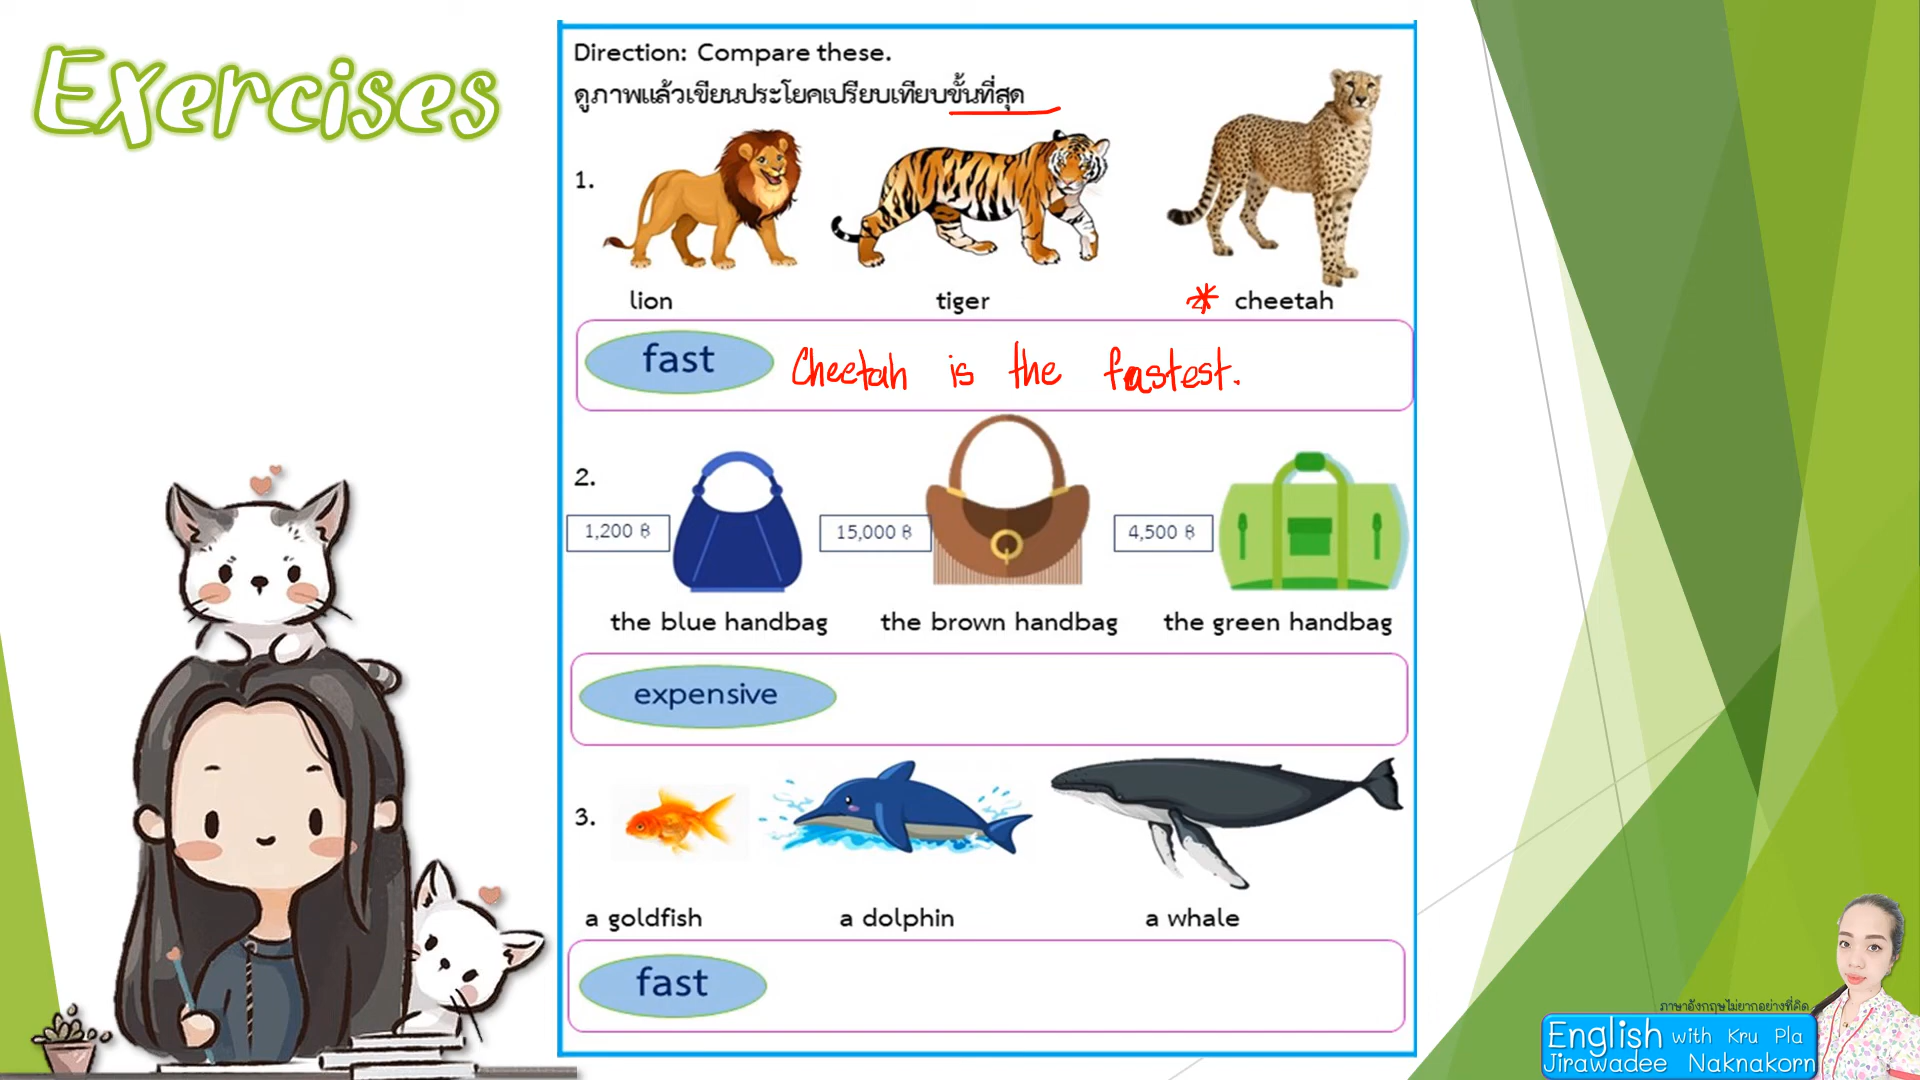 Exercises
Direction: Compare these.
ดูภาพแล้วเขียนประโยคเปรียบเทียบขั้นที่สุด
1.
lion tiger * cheetah
fast Cheetah is the fastest.
2.
1,200 ฿ 15,000 ฿ 4,500 ฿
the blue handbag the brown handbag the green handbag
expensive
3.
a goldfish a dolphin a whale
fast
ภาษาอังกฤษไม่ยากอย่างที่คิด
English with Kru Pla
Jirawadee Naknakorn